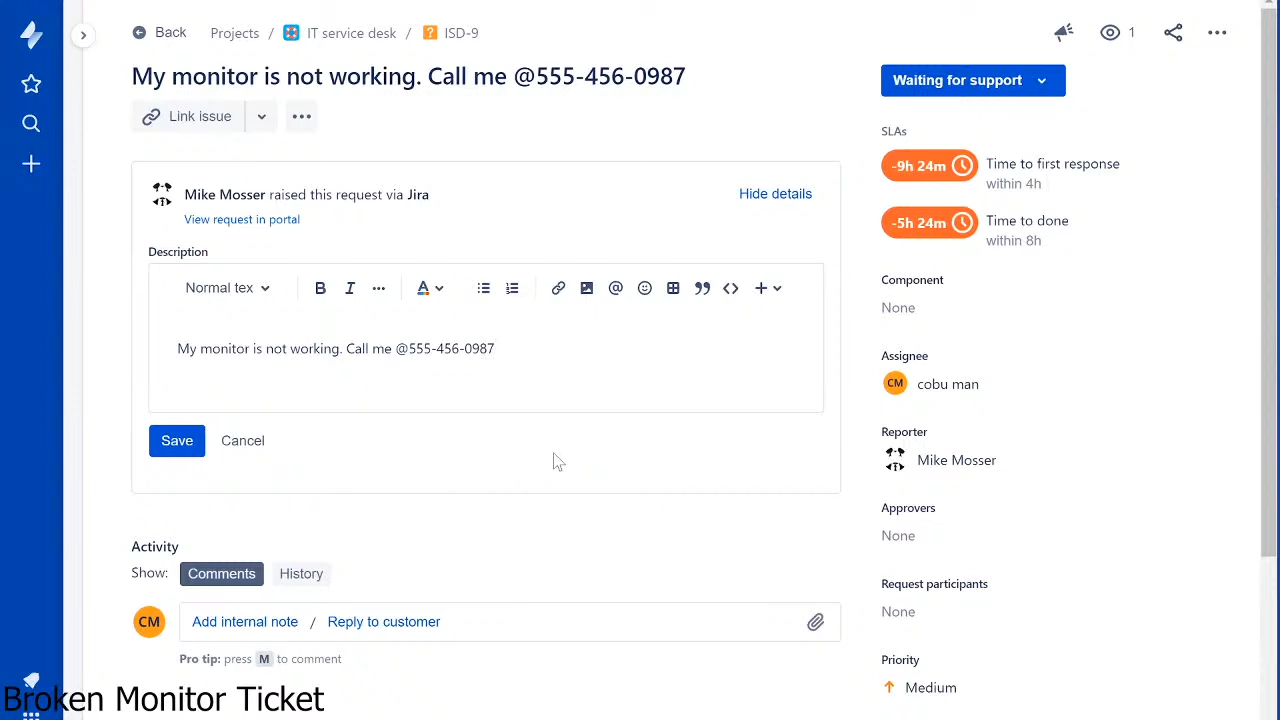 Back Projects / IT service desk / ISD-9 1
My monitor is not working. Call me @555-456-0987
Waiting for support
Link issue
SLAs
-9h 24m Time to first response
within 4h
Mike Mosser raised this request via Jira Hide details
View request in portal
-5h 24m Time to done
within 8h
Description
Normal tex B I A @
My monitor is not working. Call me @555-456-0987
Save Cancel
Component
None
Assignee
CM cobu man
Reporter
Mike Mosser
Approvers
None
Request participants
None
Priority
Medium
Activity
Show: Comments History
CM Add internal note / Reply to customer
Pro tip: press M to comment
Broken Monitor Ticket